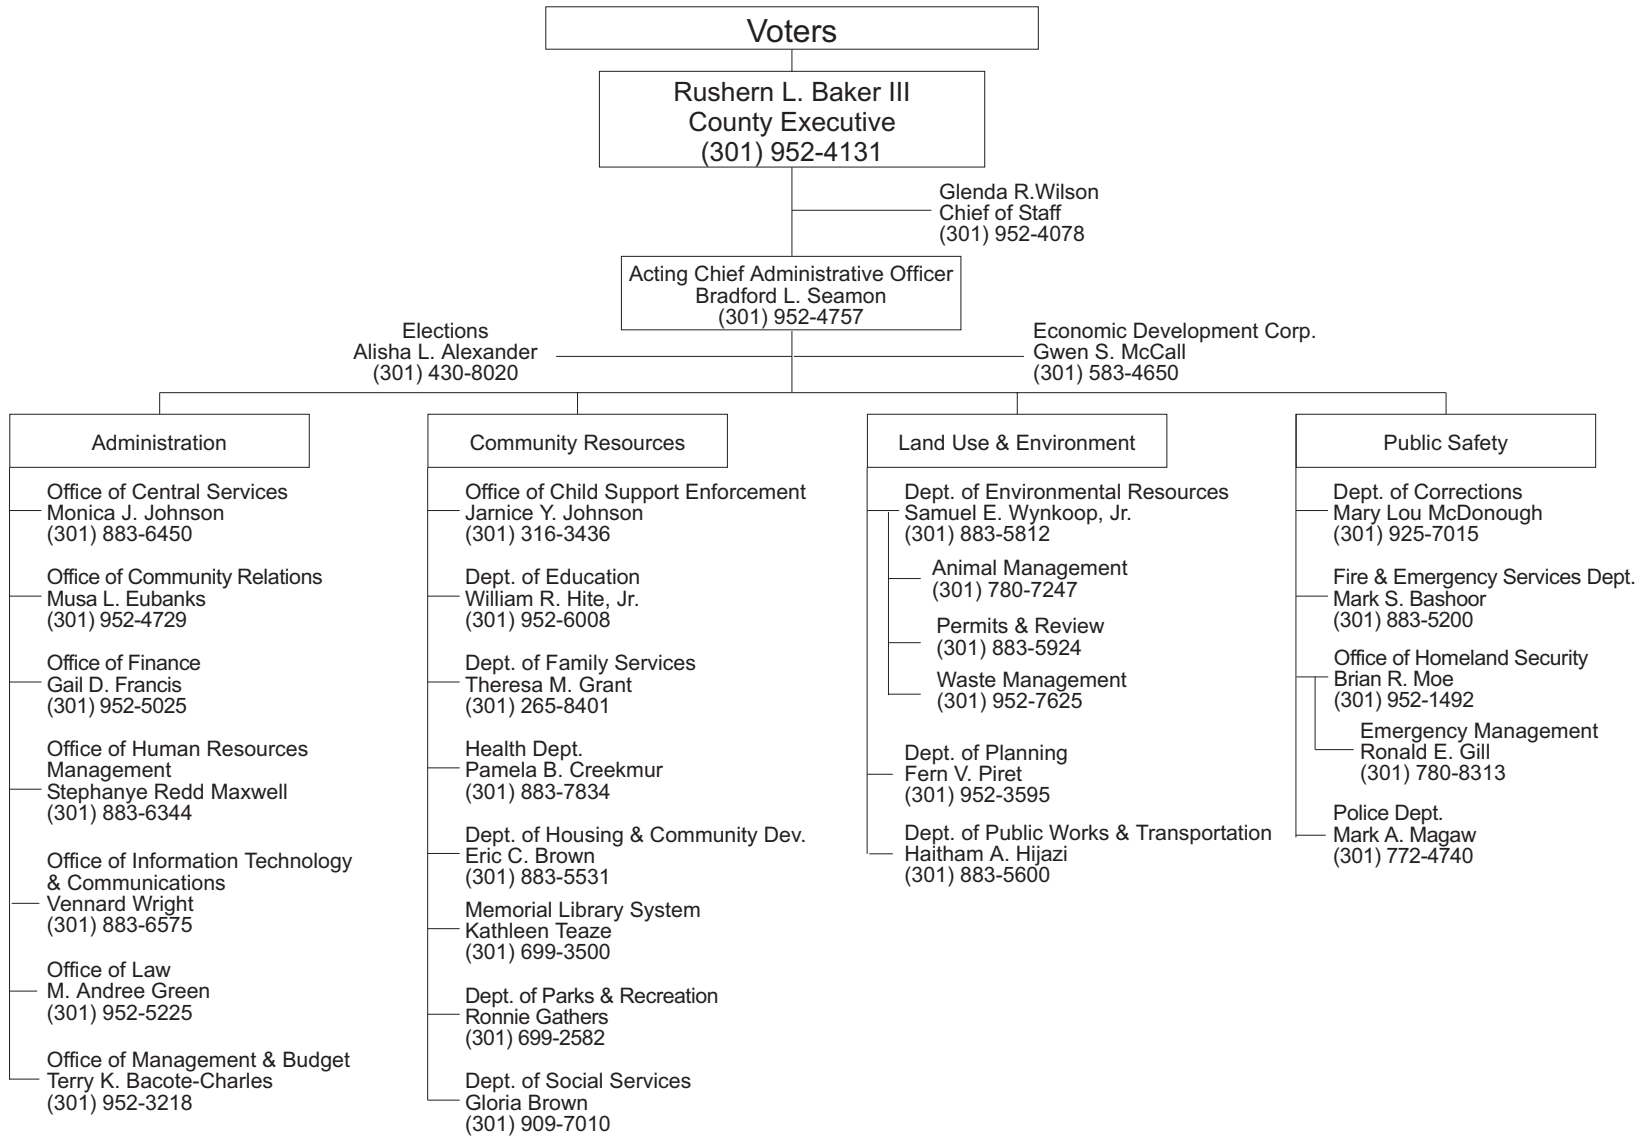 Voters
Rushern L. Baker III
County Executive
(301) 952-4131
Glenda R.Wilson
Chief of Staff
(301) 952-4078
Acting Chief Administrative Officer
Bradford L. Seamon
(301) 952-4757
Elections
Alisha L. Alexander
(301) 430-8020
Economic Development Corp.
Gwen S. McCall
(301) 583-4650
Administration
Office of Central Services
Monica J. Johnson
(301) 883-6450
Office of Community Relations
Musa L. Eubanks
(301) 952-4729
Office of Finance
Gail D. Francis
(301) 952-5025
Office of Human Resources
Management
Stephanye Redd Maxwell
(301) 883-6344
Office of Information Technology
& Communications
Vennard Wright
(301) 883-6575
Office of Law
M. Andree Green
(301) 952-5225
Office of Management & Budget
Terry K. Bacote-Charles
(301) 952-3218
Community Resources
Office of Child Support Enforcement
Jarnice Y. Johnson
(301) 316-3436
Dept. of Education
William R. Hite, Jr.
(301) 952-6008
Dept. of Family Services
Theresa M. Grant
(301) 265-8401
Health Dept.
Pamela B. Creekmur
(301) 883-7834
Dept. of Housing & Community Dev.
Eric C. Brown
(301) 883-5531
Memorial Library System
Kathleen Teaze
(301) 699-3500
Dept. of Parks & Recreation
Ronnie Gathers
(301) 699-2582
Dept. of Social Services
Gloria Brown
(301) 909-7010
Land Use & Environment
Dept. of Environmental Resources
Samuel E. Wynkoop, Jr.
(301) 883-5812
Animal Management
(301) 780-7247
Permits & Review
(301) 883-5924
Waste Management
(301) 952-7625
Dept. of Planning
Fern V. Piret
(301) 952-3595
Dept. of Public Works & Transportation
Haitham A. Hijazi
(301) 883-5600
Public Safety
Dept. of Corrections
Mary Lou McDonough
(301) 925-7015
Fire & Emergency Services Dept.
Mark S. Bashoor
(301) 883-5200
Office of Homeland Security
Brian R. Moe
(301) 952-1492
Emergency Management
Ronald E. Gill
(301) 780-8313
Police Dept.
Mark A. Magaw
(301) 772-4740